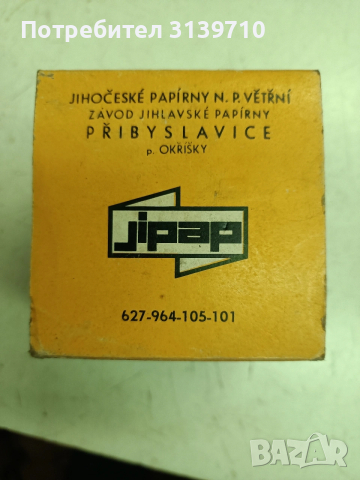 Потребител 3139710
JIHOČESKÉ PAPÍRNY N. P. VĚTŘNÍ
ZÁVOD JIHLAVSKÉ PAPÍRNY
PŘIBYSLAVICE
p. OKŘÍŠKY
jipap
627-964-105-101
BAZAR